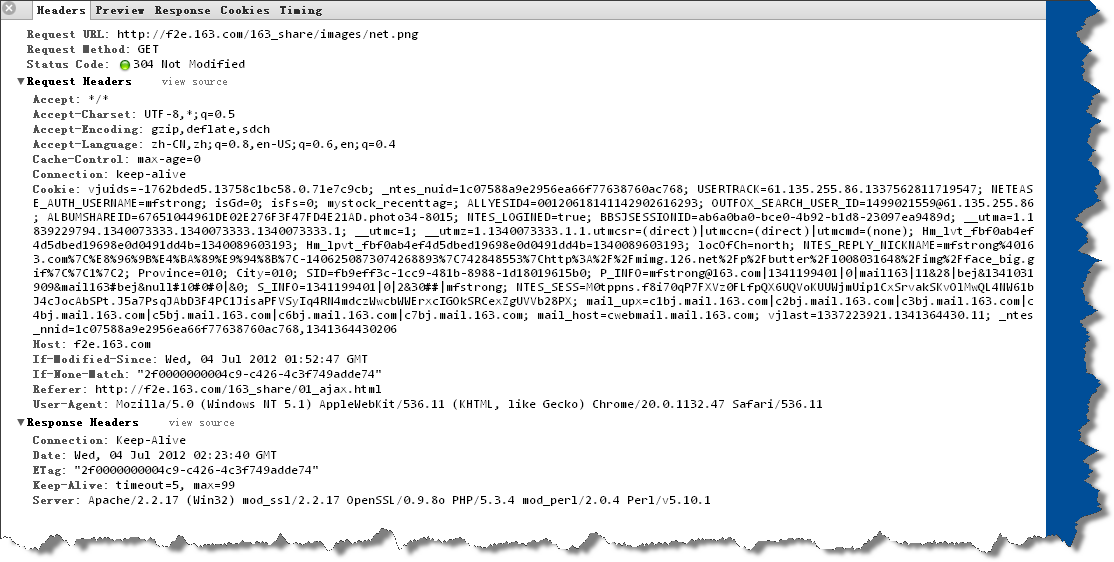 Headers Preview Response Cookies Timing
Request URL: http://f2e.163.com/163_share/images/net.png
Request Method: GET
Status Code: 304 Not Modified
▼Request Headers view source
Accept: */*
Accept-Charset: UTF-8,*;q=0.5
Accept-Encoding: gzip,deflate,sdch
Accept-Language: zh-CN,zh;q=0.8,en-US;q=0.6,en;q=0.4
Cache-Control: max-age=0
Connection: keep-alive
Cookie: vjuids=-1762bded5.13758c1bc58.0.71e7c9cb; _ntes_nuid=1c07588a9e2956ea66f77638760ac768; USERTRACK=61.135.255.86.1337562811719547; NETEAS
E_AUTH_USERNAME=mfstrong; isGd=0; isFs=0; mystock_recenttag=; ALLYESID4=00120618141142902616293; OUTFOX_SEARCH_USER_ID=1499021559@61.135.255.86
; ALBUMSHAREID=67651044961DE02E276F3F47FD4E21AD.photo34-8015; NTES_LOGINED=true; BBSJSESSIONID=ab6a0ba0-bce0-4b92-b1d8-23097ea9489d; __utma=1.1
839229794.1340073333.1340073333.1340073333.1; __utmc=1; __utmz=1.1340073333.1.1.utmcsr=(direct)|utmccn=(direct)|utmcmd=(none); Hm_lvt_fbf0ab4ef
4d5dbed19698e0d0491dd4b=1340089603193; Hm_lpvt_fbf0ab4ef4d5dbed19698e0d0491dd4b=1340089603193; locOfCh=north; NTES_REPLY_NICKNAME=mfstrong%40163
.com%7C%E8%96%9B%E4%BA%89%E9%94%8B%7C-1406250873074268893%7C742848553%7Chttp%3A%2F%2Fmimg.126.net%2Fp%2Fbutter%2F1008031648%2Fimg%2Fface_big.g
if%7C%7C1%7C2; Province=010; City=010; SID=fb9eff3c-1cc9-481b-8988-1d18019615b0; P_INFO=mfstrong@163.com|1341199401|0|mail163|11&28|bej&1341031
909&mail163#bej&null#10#0#0|&0; S_INFO=1341199401|0|2&30##|mfstrong; NTES_SESS=M0tppns.f8i70qP7FXVz0FLfpQX6UQVoKUUWjmUip1CxSrvakSKvOlMwQL4NW61b
J4cJocAbSPt.J5a7PsqJAbD3F4PC1JisaPFVSyIq4RN4mdczWwcbWWErxcIGOkSRCexZgUVVb28PX; mail_upx=c1bj.mail.163.com|c2bj.mail.163.com|c3bj.mail.163.com|c
4bj.mail.163.com|c5bj.mail.163.com|c6bj.mail.163.com|c7bj.mail.163.com; mail_host=cwebmail.mail.163.com; vjlast=1337223921.1341364430.11; _ntes
_nnid=1c07588a9e2956ea66f77638760ac768,1341364430206
Host: f2e.163.com
If-Modified-Since: Wed, 04 Jul 2012 01:52:47 GMT
If-None-Match: "2f0000000004c9-c426-4c3f749adde74"
Referer: http://f2e.163.com/163_share/01_ajax.html
User-Agent: Mozilla/5.0 (Windows NT 5.1) AppleWebKit/536.11 (KHTML, like Gecko) Chrome/20.0.1132.47 Safari/536.11
▼Response Headers view source
Connection: Keep-Alive
Date: Wed, 04 Jul 2012 02:23:40 GMT
ETag: "2f0000000004c9-c426-4c3f749adde74"
Keep-Alive: timeout=5, max=99
Server: Apache/2.2.17 (Win32) mod_ssl/2.2.17 OpenSSL/0.9.8o PHP/5.3.4 mod_perl/2.0.4 Perl/v5.10.1